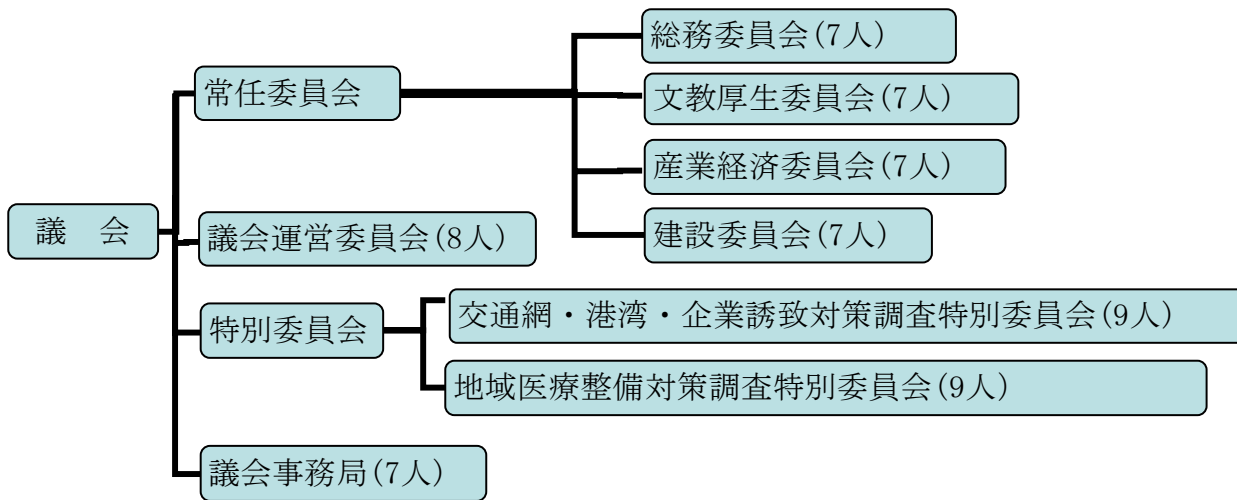 議　会
常任委員会
総務委員会(7人)
文教厚生委員会(7人)
産業経済委員会(7人)
建設委員会(7人)
議会運営委員会(8人)
特別委員会
交通網・港湾・企業誘致対策調査特別委員会(9人)
地域医療整備対策調査特別委員会(9人)
議会事務局(7人)